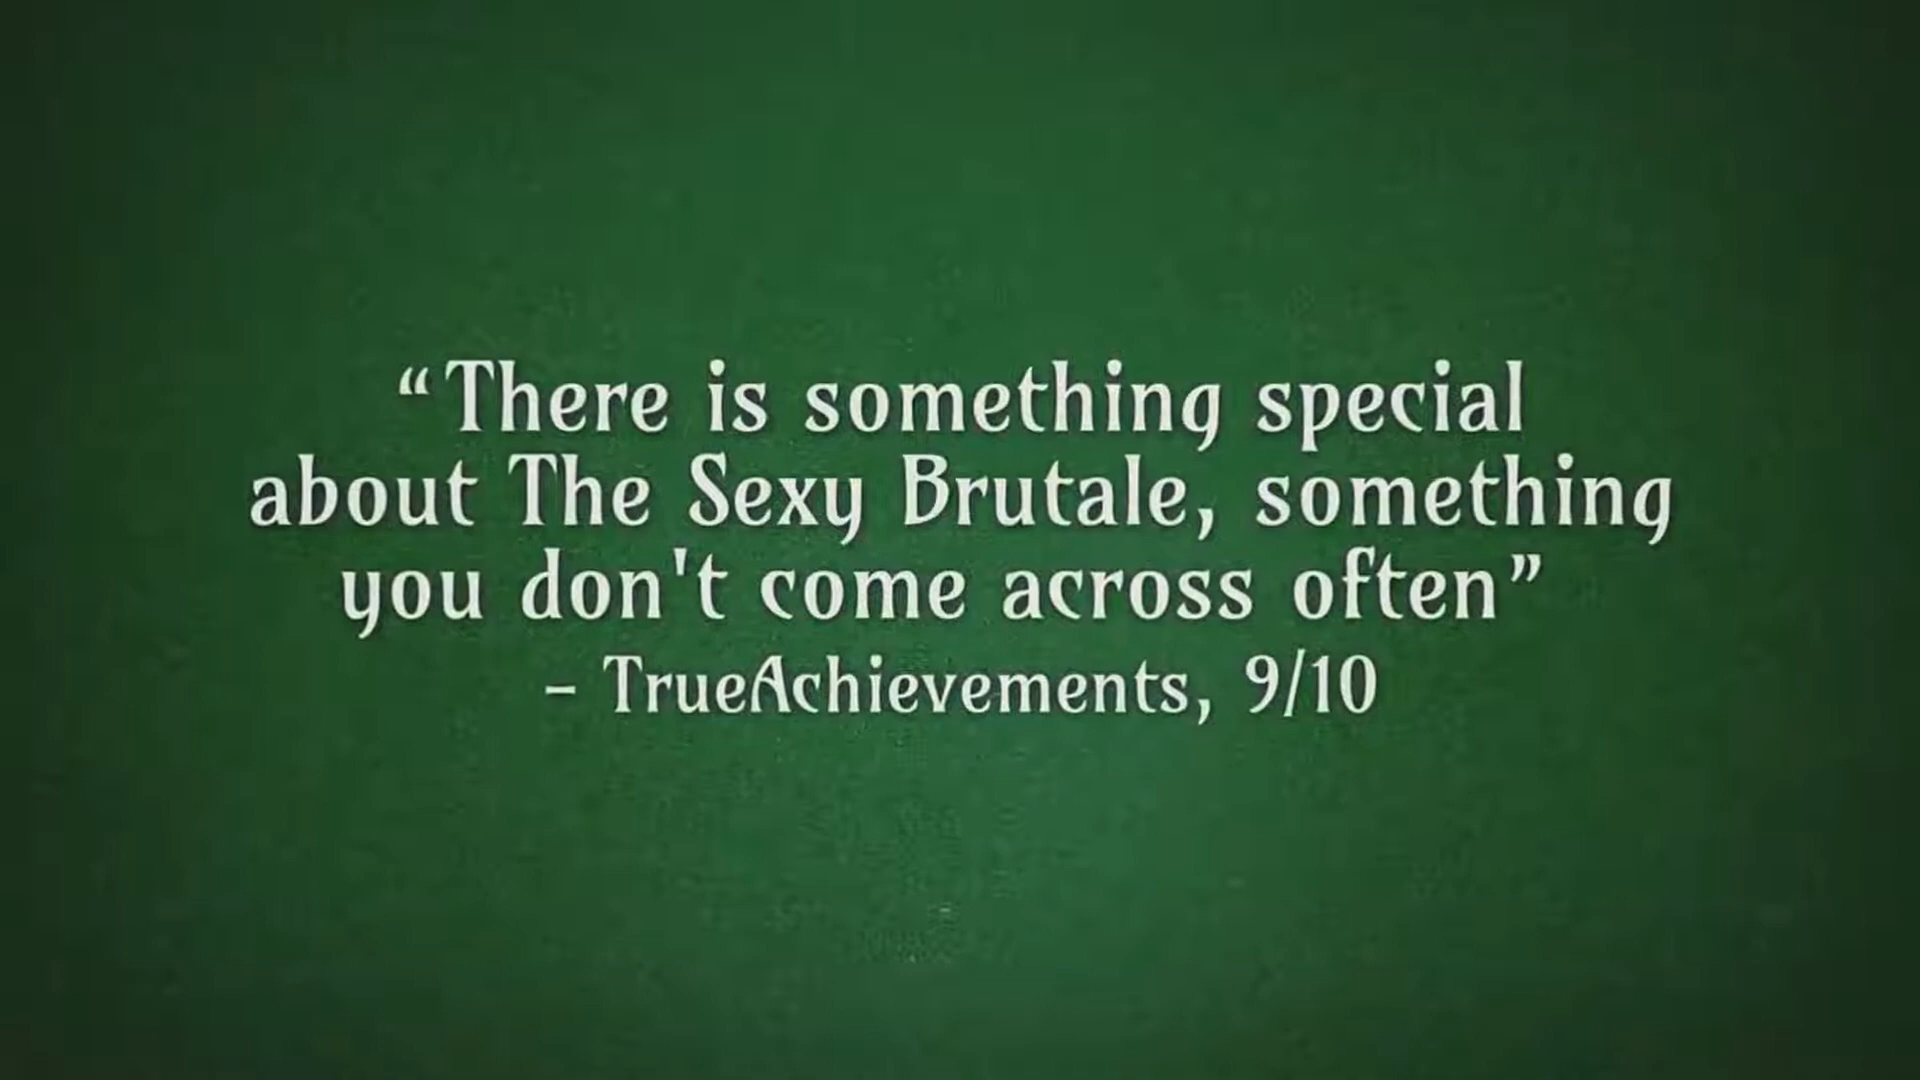 “There is something special
about The Sexy Brutale, something
you don't come across often”
– TrueAchievements, 9/10